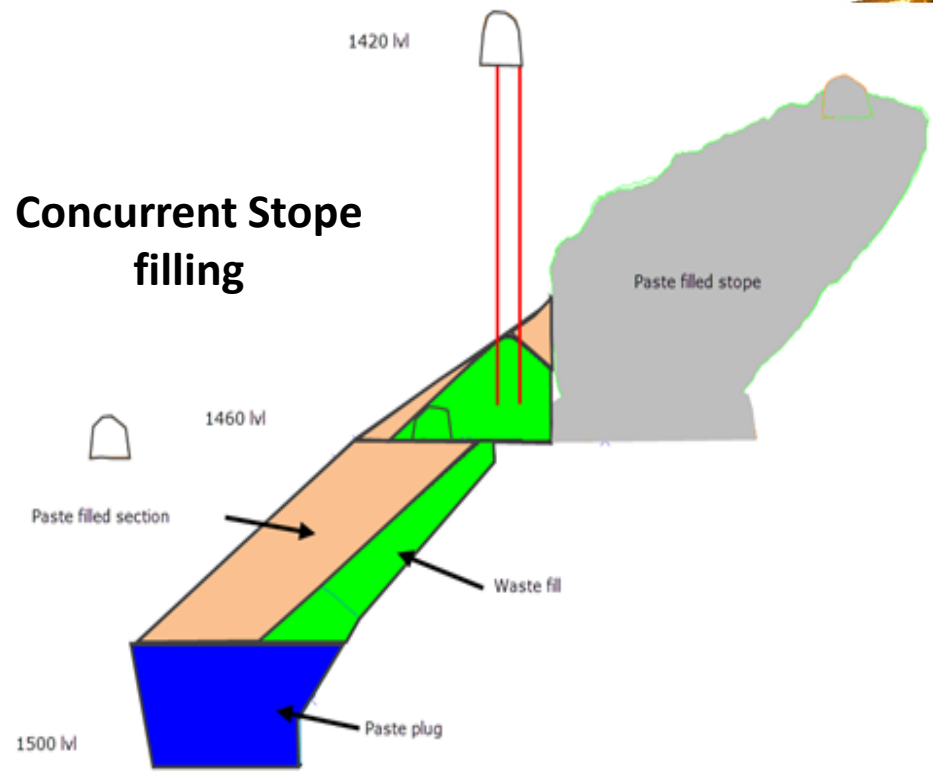 1420 lvl
Concurrent Stope
filling
Paste filled stope
1460 lvl
Paste filled section
Waste fill
Paste plug
1500 lvl